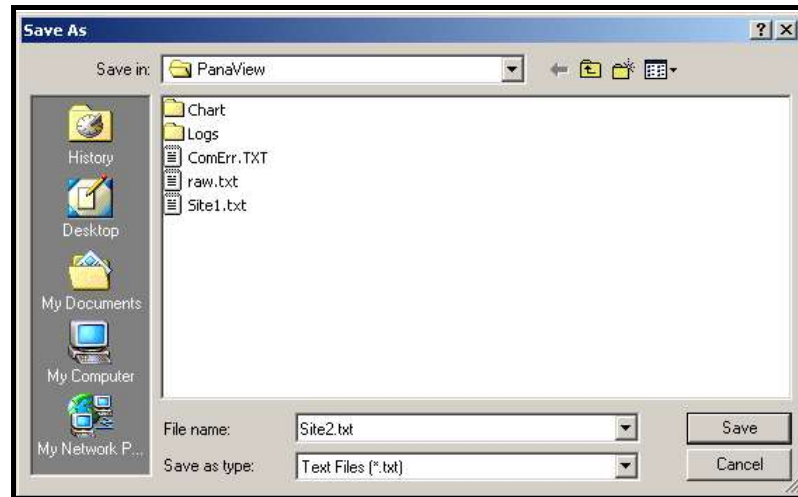 Save As
Save in: PanaView
History
Desktop
My Documents
My Computer
My Network P...
Chart
Logs
ComErr.TXT
raw.txt
Site1.txt
File name: Site2.txt Save
Save as type: Text Files (*.txt) Cancel